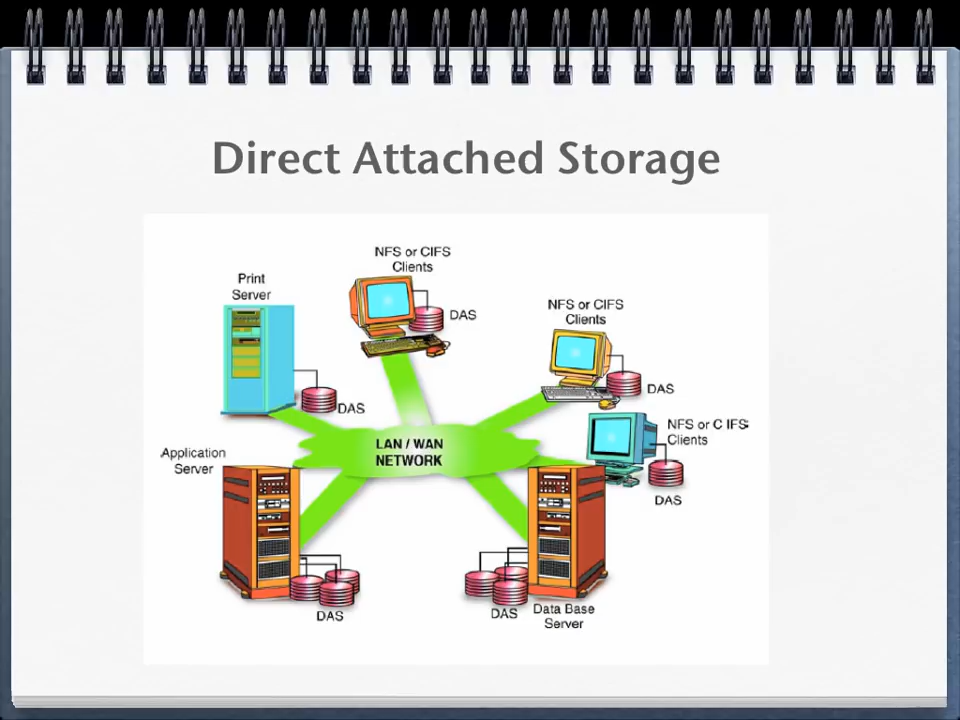 Direct Attached Storage
NFS or CIFS
Clients
DAS
Print
Server
DAS
NFS or CIFS
Clients
DAS
NFS or C IFS
Clients
DAS
LAN / WAN
NETWORK
Application
Server
DAS
DAS
Data Base
Server